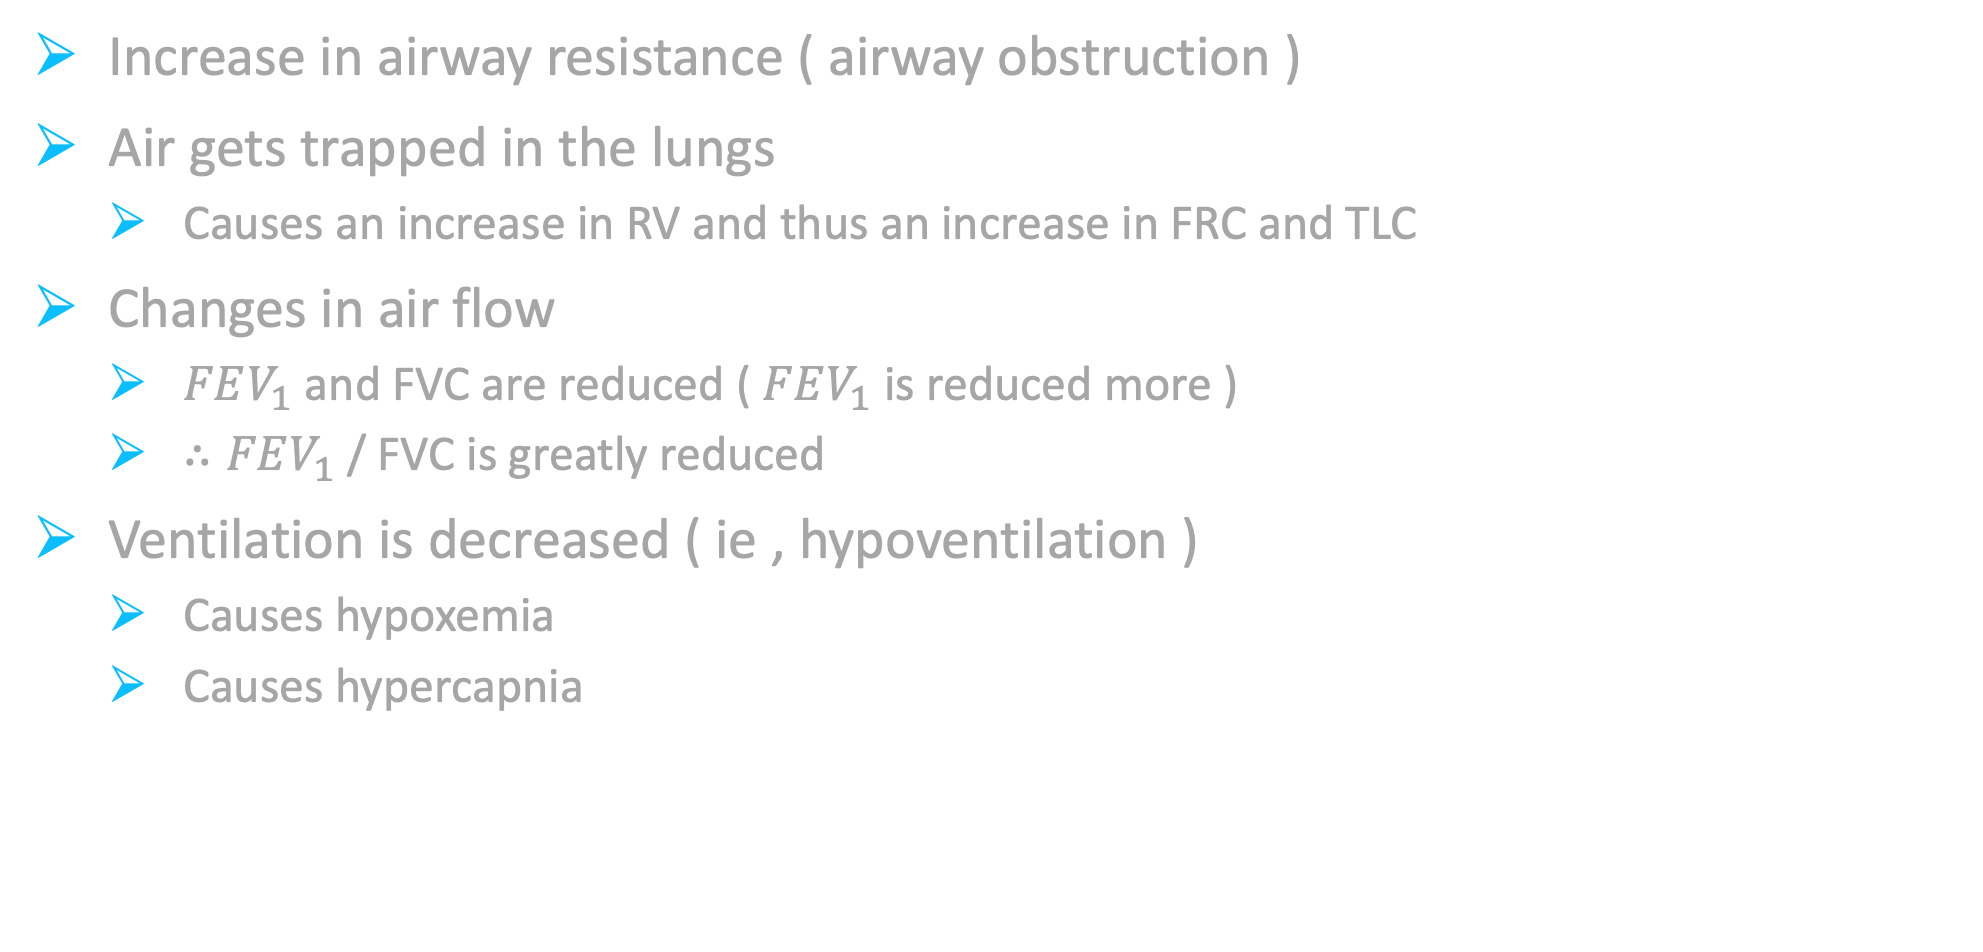 Increase in airway resistance ( airway obstruction )
Air gets trapped in the lungs
Causes an increase in RV and thus an increase in FRC and TLC
Changes in air flow
𝐹𝐸𝑉₁ and FVC are reduced ( 𝐹𝐸𝑉₁ is reduced more )
∴ 𝐹𝐸𝑉₁ / FVC is greatly reduced
Ventilation is decreased ( ie , hypoventilation )
Causes hypoxemia
Causes hypercapnia